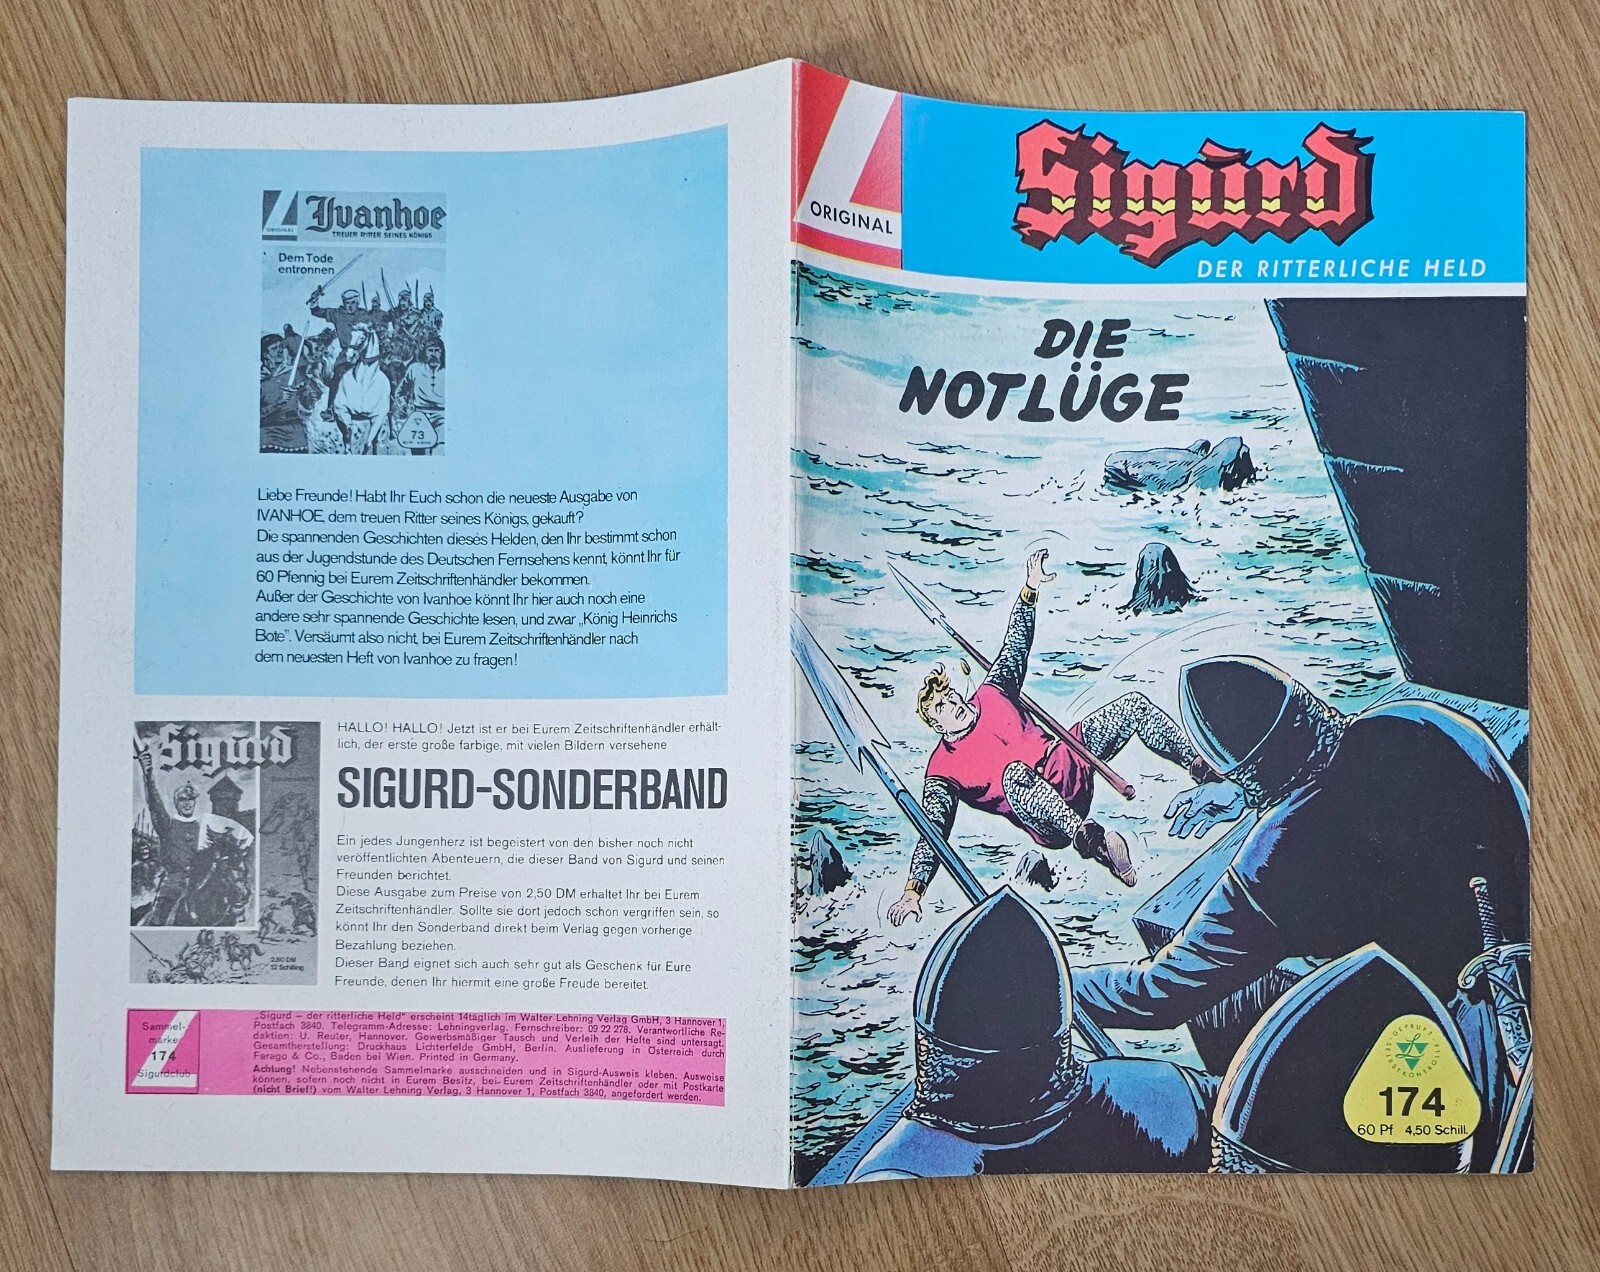 Ivanhoe
ORIGINAL
TREUER RITTER SEINES KÖNIGS
Dem Tode
entronnen
73
Liebe Freunde! Habt Ihr Euch schon die neueste Ausgabe von
IVANHOE, dem treuen Ritter seines Königs, gekauft?
Die spannenden Geschichten dieses Helden, den Ihr bestimmt schon
aus der Jugendstunde des Deutschen Fernsehens kennt, könnt Ihr für
60 Pfennig bei Eurem Zeitschriftenhändler bekommen.
Außer der Geschichte von Ivanhoe könnt Ihr hier auch noch eine
andere sehr spannende Geschichte lesen, und zwar „König Heinrichs
Bote”. Versäumt also nicht, bei Eurem Zeitschriftenhändler nach
dem neuesten Heft von Ivanhoe zu fragen!
Sigurd
2,50 DM
12 Schilling
HALLO! HALLO! Jetzt ist er bei Eurem Zeitschriftenhändler erhält-
lich, der erste große farbige, mit vielen Bildern versehene
SIGURD-SONDERBAND
Ein jedes Jungenherz ist begeistert von den bisher noch nicht
veröffentlichten Abenteuern, die dieser Band von Sigurd und seinen
Freunden berichtet.
Diese Ausgabe zum Preise von 2,50 DM erhaltet Ihr bei Eurem
Zeitschriftenhändler. Sollte sie dort jedoch schon vergriffen sein, so
könnt Ihr den Sonderband direkt beim Verlag gegen vorherige
Bezahlung beziehen.
Dieser Band eignet sich auch sehr gut als Geschenk für Eure
Freunde, denen Ihr hiermit eine große Freude bereitet.
Sammel-
marke
174
Sigurdclub
„Sigurd – der ritterliche Held“ erscheint 14täglich im Walter Lehning Verlag GmbH, 3 Hannover 1,
Postfach 3840. Telegramm-Adresse: Lehningverlag. Fernschreiber: 09 22 278. Verantwortliche Re-
daktion: U. Reuter, Hannover. Gewerbsmäßiger Tausch und Verleih der Hefte sind untersagt.
Gesamtherstellung: Druckhaus Lichterfelde GmbH, Berlin. Auslieferung in Österreich durch
Farago & Co., Baden bei Wien. Printed in Germany.
Achtung! Nebenstehende Sammelmarke ausschneiden und in Sigurd-Ausweis kleben. Ausweise
können, sofern noch nicht in Eurem Besitz, bei Eurem Zeitschriftenhändler oder mit Postkarte
(nicht Brief!) vom Walter Lehning Verlag, 3 Hannover 1, Postfach 3840, angefordert werden.
ORIGINAL
Sigurd
DER RITTERLICHE HELD
DIE
NOTLÜGE
GEPRÜFT
SELBSTKONTROLLE
174
60 Pf 4,50 Schill.